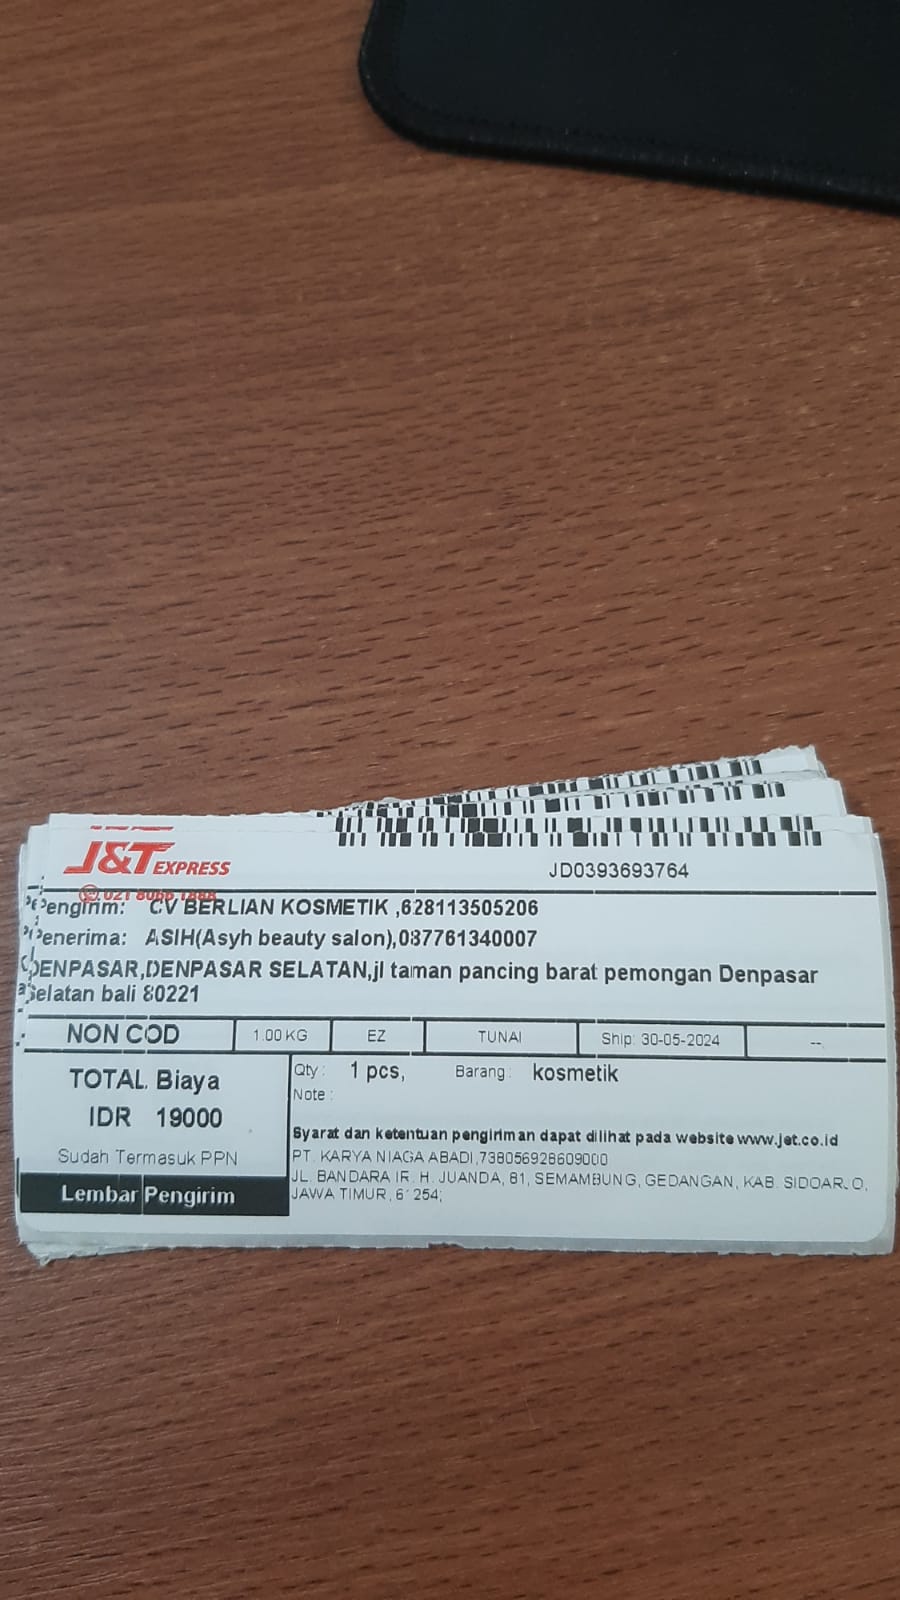 J&T EXPRESS
JD0393693764
021 8066 1888
Pengirim: CV BERLIAN KOSMETIK ,628113505206
Penerima: ASIH(Asyh beauty salon),087761340007
DENPASAR,DENPASAR SELATAN,jl taman pancing barat pemongan Denpasar
Selatan bali 80221
NON COD 1.00 KG EZ TUNAI Ship: 30-05-2024 --
TOTAL Biaya
IDR 19000
Sudah Termasuk PPN
Lembar Pengirim
Qty : 1 pcs, Barang : kosmetik
Note :
Syarat dan ketentuan pengiriman dapat dilihat pada website www.jet.co.id
PT. KARYA NIAGA ABADI,738056928609000
JL. BANDARA IR. H. JUANDA, 81, SEMAMBUNG, GEDANGAN, KAB. SIDOARJO,
JAWA TIMUR, 61254;